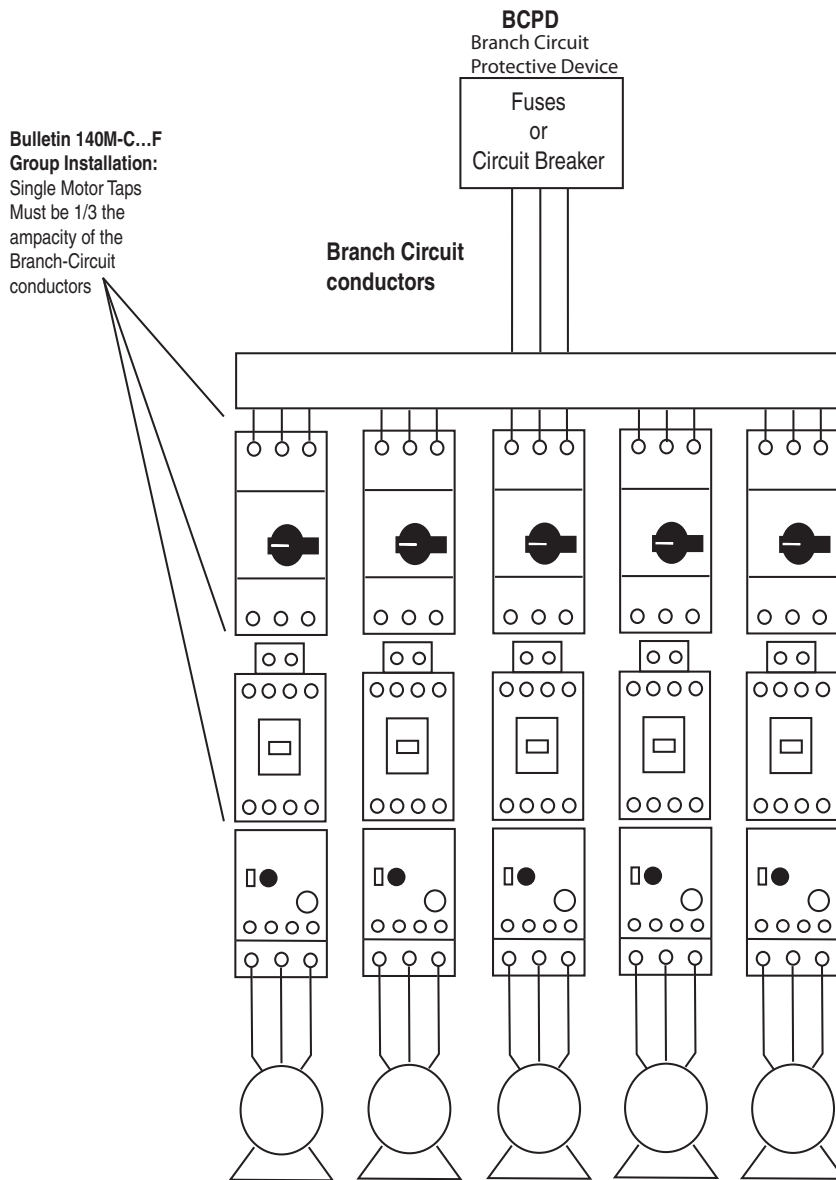 BCPD
Branch Circuit
Protective Device
Fuses
or
Circuit Breaker
Bulletin 140M-C...F
Group Installation:
Single Motor Taps
Must be 1/3 the
ampacity of the
Branch-Circuit
conductors
Branch Circuit
conductors